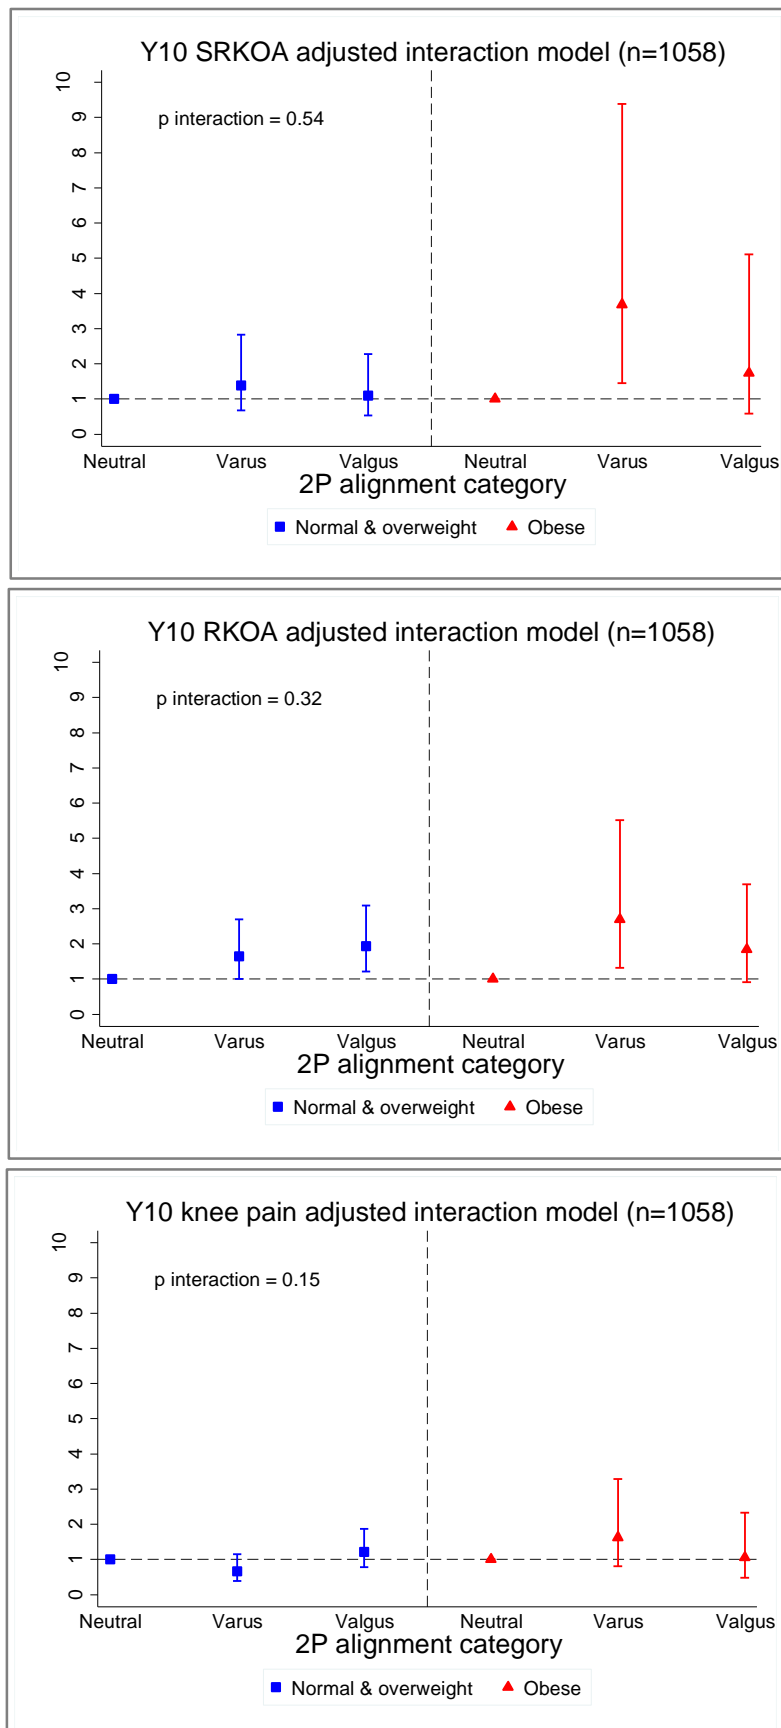 Y10 SRKOA adjusted interaction model (n=1058)
p interaction = 0.54
10
9
8
7
6
5
4
3
2
1
0
Neutral Varus Valgus Neutral Varus Valgus
2P alignment category
Normal & overweight Obese
Y10 RKOA adjusted interaction model (n=1058)
p interaction = 0.32
10
9
8
7
6
5
4
3
2
1
0
Neutral Varus Valgus Neutral Varus Valgus
2P alignment category
Normal & overweight Obese
Y10 knee pain adjusted interaction model (n=1058)
p interaction = 0.15
10
9
8
7
6
5
4
3
2
1
0
Neutral Varus Valgus Neutral Varus Valgus
2P alignment category
Normal & overweight Obese